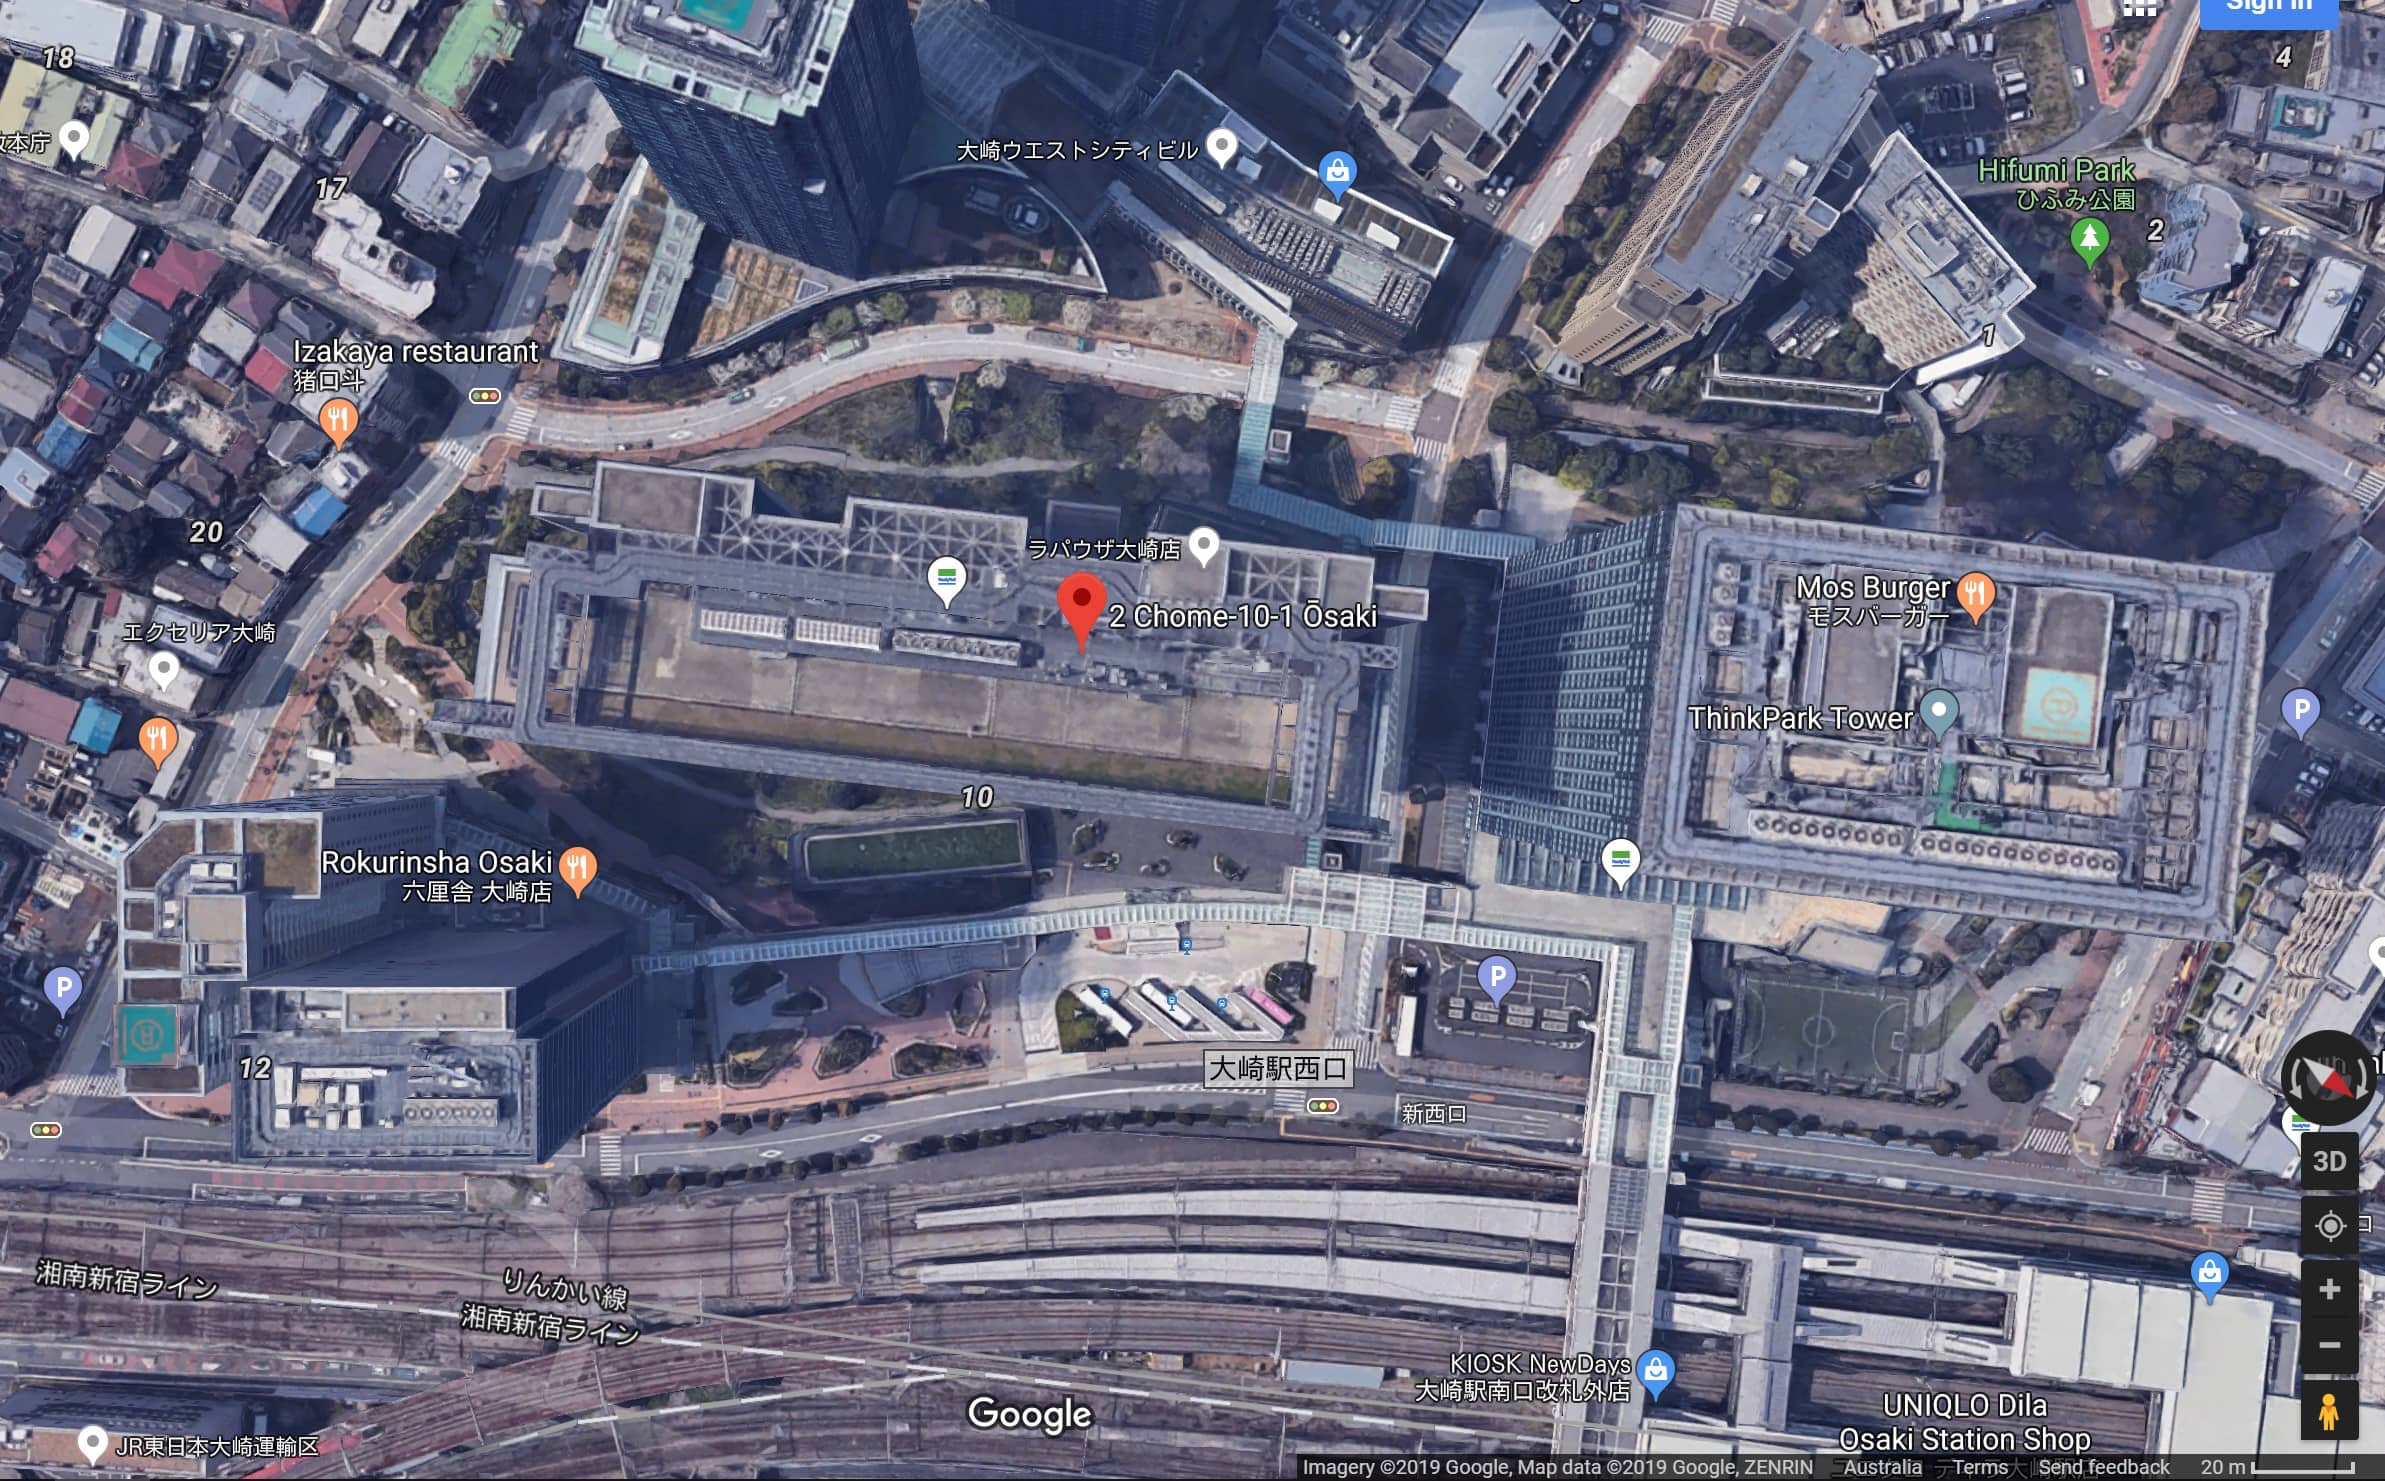 Sign in
18
4
大崎ウエストシティビル
Hifumi Park
ひふみ公園
17
2
Izakaya restaurant
猪口斗
1
20
ラパウザ大崎店
2 Chome-10-1 Ōsaki
Mos Burger
モスバーガー
エクセリア大崎
ThinkPark Tower
P
10
Rokurinsha Osaki
六厘舎 大崎店
P
P
12
大崎駅西口
新西口
3D
湘南新宿ライン
りんかい線
湘南新宿ライン
KIOSK NewDays
大崎駅南口改札外店
UNIQLO Dila
Osaki Station Shop
Google
JR東日本大崎運輸区
Imagery ©2019 Google, Map data ©2019 Google, ZENRIN Australia Terms Send feedback 20 m